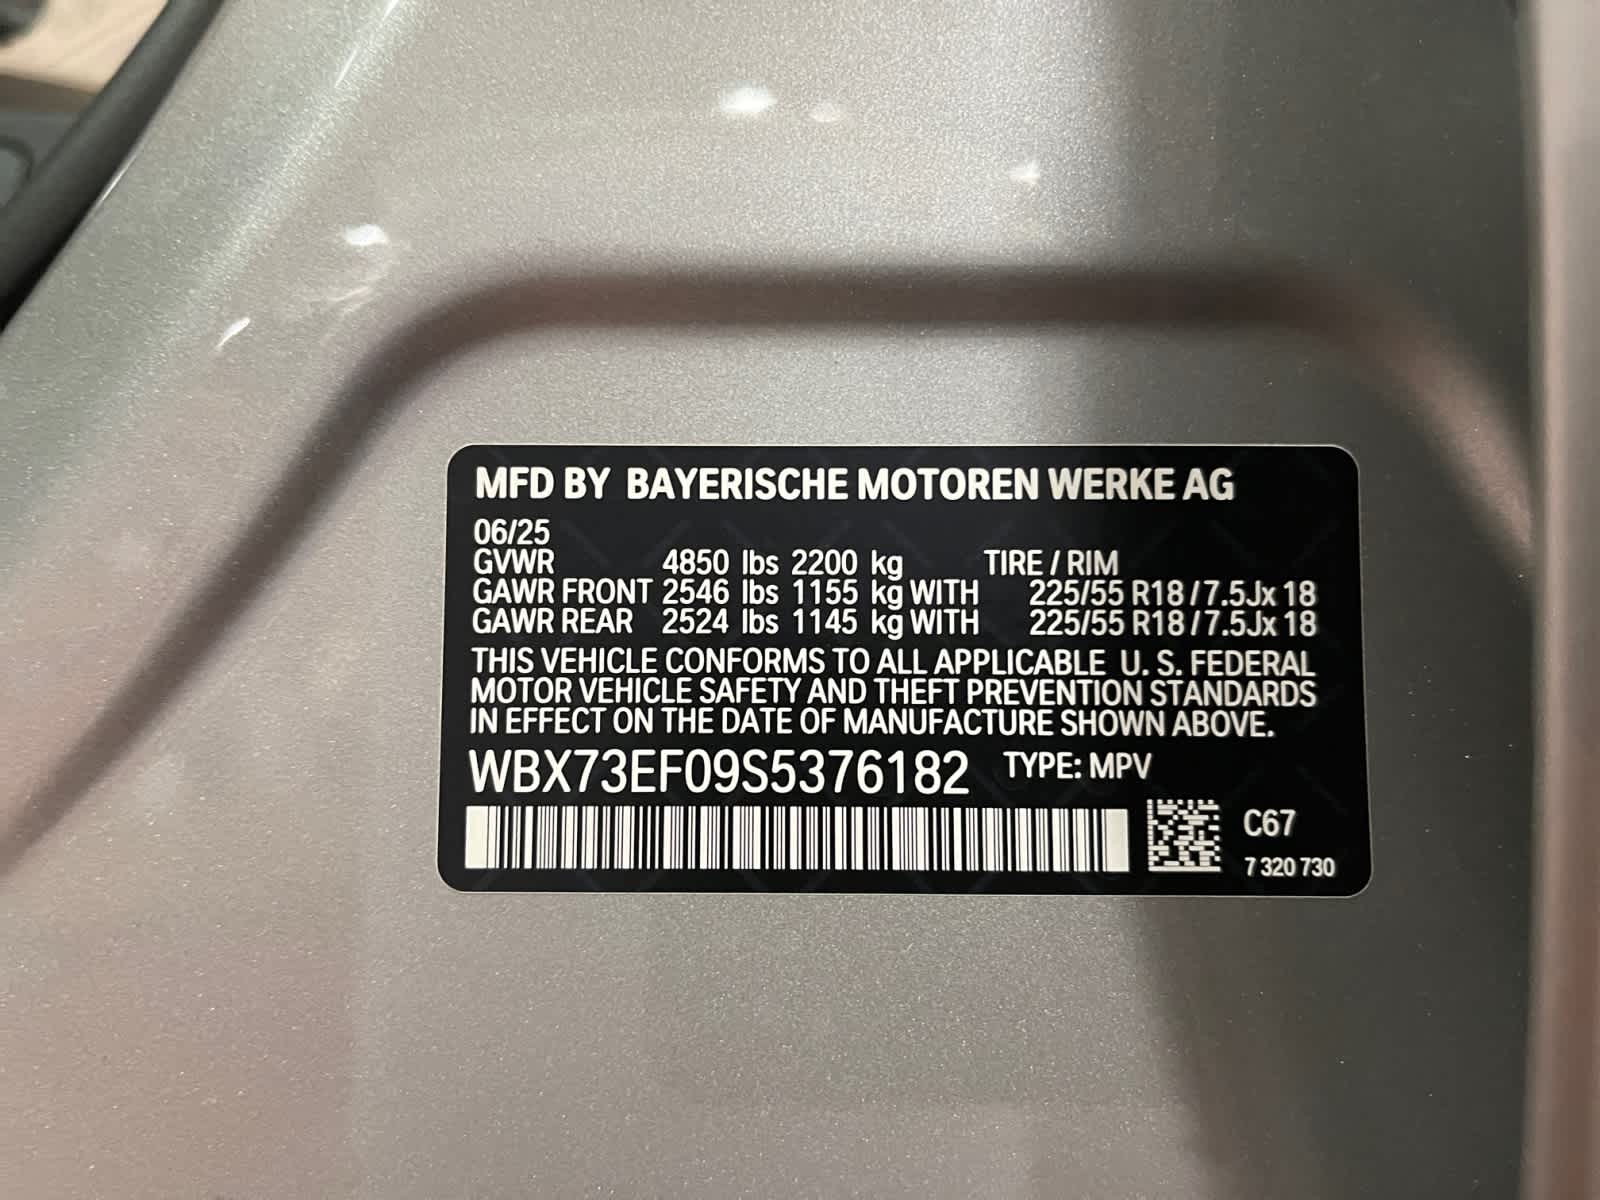 MFD BY BAYERISCHE MOTOREN WERKE AG
06/25
GVWR 4850 lbs 2200 kg TIRE / RIM
GAWR FRONT 2546 lbs 1155 kg WITH 225/55 R18 / 7.5Jx 18
GAWR REAR 2524 lbs 1145 kg WITH 225/55 R18 / 7.5Jx 18
THIS VEHICLE CONFORMS TO ALL APPLICABLE U. S. FEDERAL
MOTOR VEHICLE SAFETY AND THEFT PREVENTION STANDARDS
IN EFFECT ON THE DATE OF MANUFACTURE SHOWN ABOVE.
WBX73EF09S5376182 TYPE: MPV
C67
7 320 730